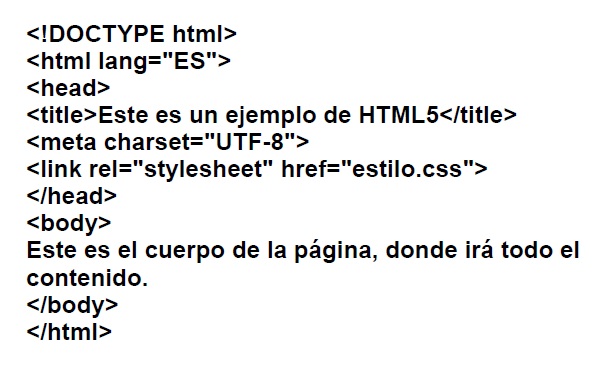 <!DOCTYPE html>
<html lang="ES">
<head>
<title>Este es un ejemplo de HTML5</title>
<meta charset="UTF-8">
<link rel="stylesheet" href="estilo.css">
</head>
<body>
Este es el cuerpo de la página, donde irá todo el
contenido.
</body>
</html>